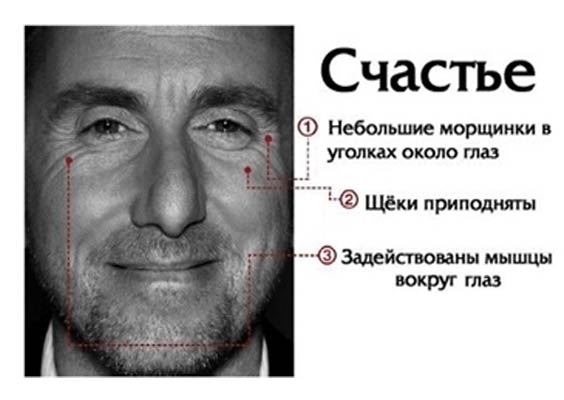 Счастье
1 Небольшие морщинки в
уголках около глаз
2 Щёки приподняты
3 Задействованы мышцы
вокруг глаз